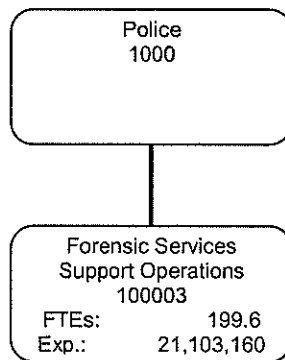 Police
1000
Forensic Services
Support Operations
100003
FTEs: 199.6
Exp.: 21,103,160